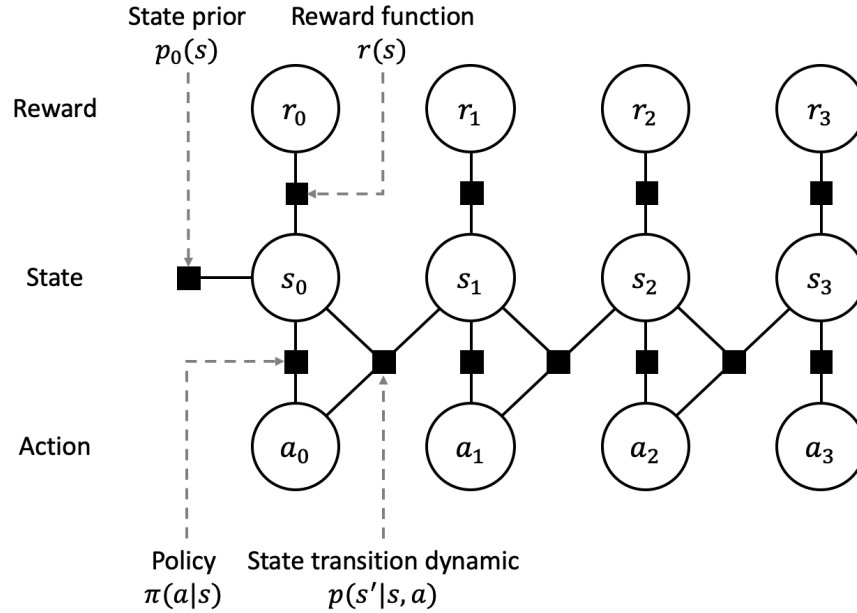 State prior
p₀(s)
Reward function
r(s)
Reward
r₀
r₁
r₂
r₃
State
s₀
s₁
s₂
s₃
Action
a₀
a₁
a₂
a₃
Policy
π(a|s)
State transition dynamic
p(s′|s, a)